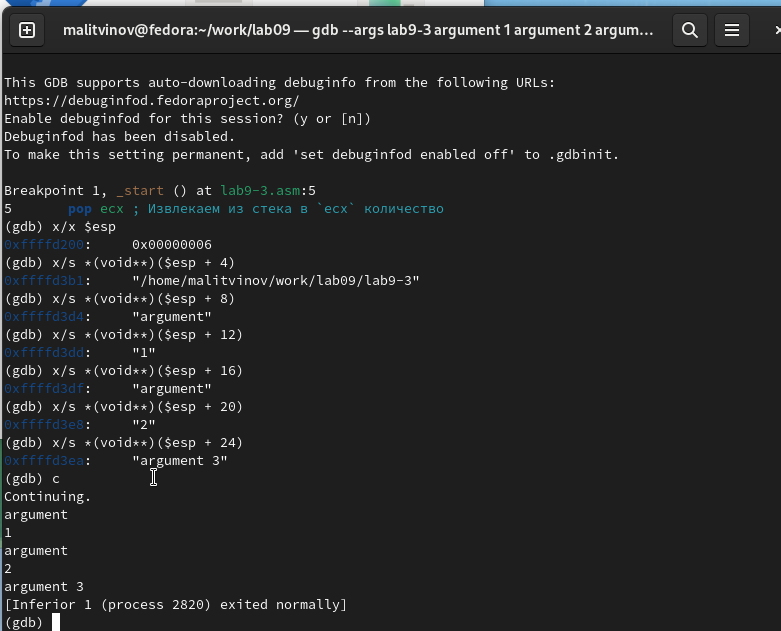 malitvinov@fedora:~/work/lab09 — gdb --args lab9-3 argument 1 argument 2 argum…
This GDB supports auto-downloading debuginfo from the following URLs:
https://debuginfod.fedoraproject.org/
Enable debuginfod for this session? (y or [n])
Debuginfod has been disabled.
To make this setting permanent, add 'set debuginfod enabled off' to .gdbinit.
Breakpoint 1, _start () at lab9-3.asm:5
5 pop ecx ; Извлекаем из стека в `ecx` количество
(gdb) x/x $esp
0xffffd200: 0x00000006
(gdb) x/s *(void**)($esp + 4)
0xffffd3b1: "/home/malitvinov/work/lab09/lab9-3"
(gdb) x/s *(void**)($esp + 8)
0xffffd3d4: "argument"
(gdb) x/s *(void**)($esp + 12)
0xffffd3dd: "1"
(gdb) x/s *(void**)($esp + 16)
0xffffd3df: "argument"
(gdb) x/s *(void**)($esp + 20)
0xffffd3e8: "2"
(gdb) x/s *(void**)($esp + 24)
0xffffd3ea: "argument 3"
(gdb) c
Continuing.
argument
1
argument
2
argument 3
[Inferior 1 (process 2820) exited normally]
(gdb)